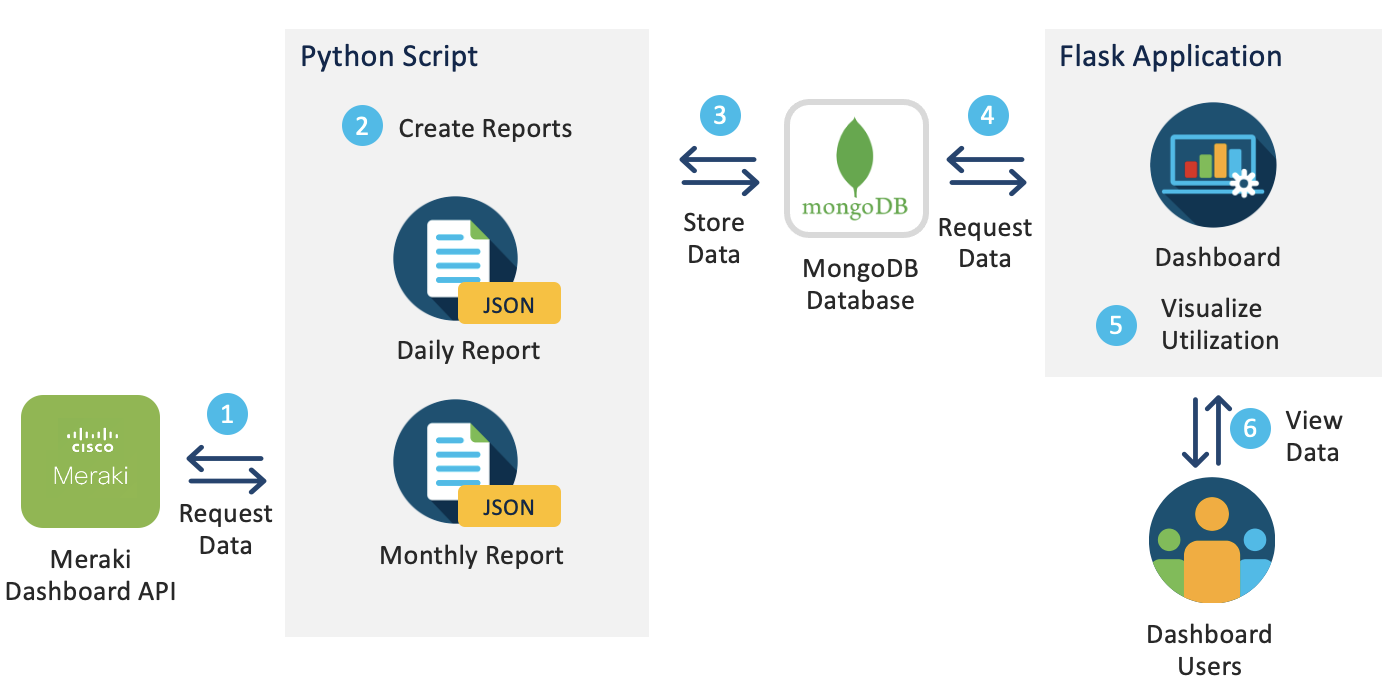 Python Script
2
Create Reports
JSON
Daily Report
JSON
Monthly Report
CISCO
Meraki
Meraki
Dashboard API
1
Request
Data
3
Store
Data
mongoDB
MongoDB
Database
4
Request
Data
Flask Application
Dashboard
5
Visualize
Utilization
6
View
Data
Dashboard
Users